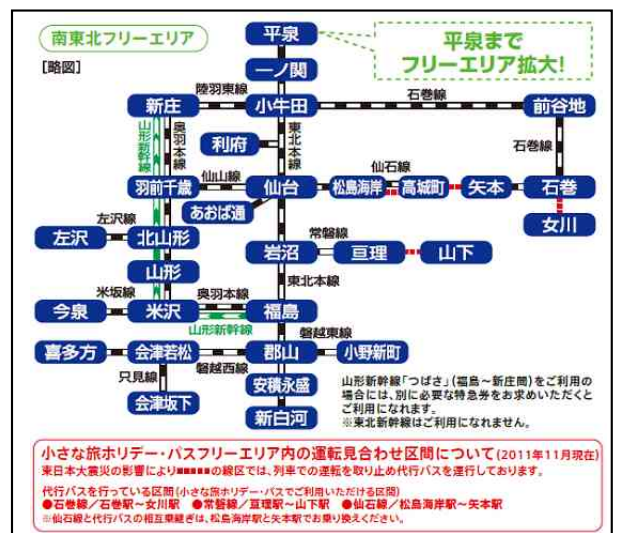 南東北フリーエリア
平泉
平泉まで
フリーエリア拡大!
[略図]
一ノ関
陸羽東線
石巻線
新庄
小牛田
前谷地
山形新幹線
奥羽本線
利府
東北本線
石巻線
仙山線
仙石線
羽前千歳
仙台
松島海岸
高城町
矢本
石巻
あおば通
左沢線
女川
左沢
北山形
常磐線
岩沼
亘理
山下
山形
東北本線
米坂線
奥羽本線
今泉
米沢
福島
山形新幹線
磐越東線
喜多方
会津若松
郡山
小野新町
只見線
磐越西線
会津坂下
安積永盛
新白河
山形新幹線「つばさ」(福島~新庄間)をご利用の
場合には、別に必要な特急券をお求めいただくと
ご利用になれます。
※東北新幹線はご利用になれません。
小さな旅ホリデー・パスフリーエリア内の運転見合わせ区間について(2011年11月現在)
東日本大震災の影響により■■■■■の線区では、列車での運転を取り止め代行バスを運行しております。
代行バスを行っている区間(小さな旅ホリデー・パスでご利用いただける区間)
●石巻線/石巻駅~女川駅 ●常磐線/亘理駅~山下駅 ●仙石線/松島海岸駅~矢本駅
※仙石線と代行バスの相互乗継ぎは、松島海岸駅と矢本駅でお乗り換えください。